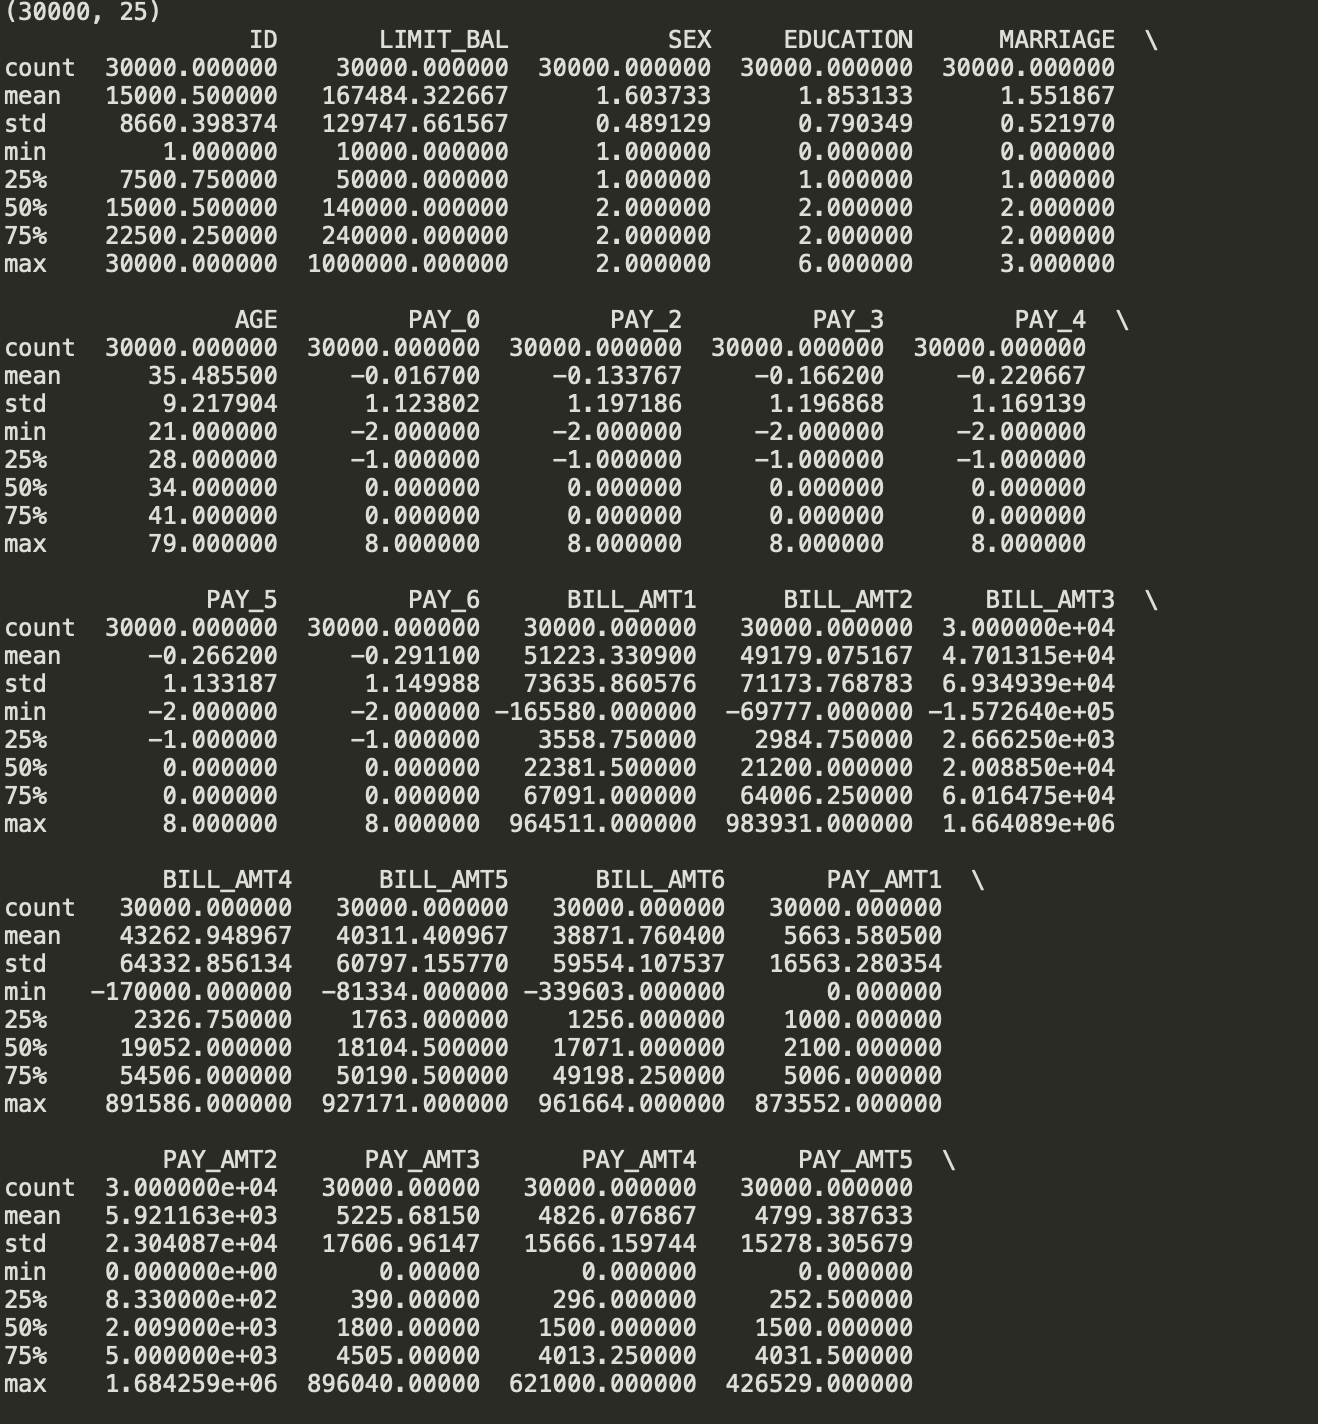 (30000, 25)
ID LIMIT_BAL SEX EDUCATION MARRIAGE \
count 30000.000000 30000.000000 30000.000000 30000.000000 30000.000000
mean 15000.500000 167484.322667 1.603733 1.853133 1.551867
std 8660.398374 129747.661567 0.489129 0.790349 0.521970
min 1.000000 10000.000000 1.000000 0.000000 0.000000
25% 7500.750000 50000.000000 1.000000 1.000000 1.000000
50% 15000.500000 140000.000000 2.000000 2.000000 2.000000
75% 22500.250000 240000.000000 2.000000 2.000000 2.000000
max 30000.000000 1000000.000000 2.000000 6.000000 3.000000
AGE PAY_0 PAY_2 PAY_3 PAY_4 \
count 30000.000000 30000.000000 30000.000000 30000.000000 30000.000000
mean 35.485500 -0.016700 -0.133767 -0.166200 -0.220667
std 9.217904 1.123802 1.197186 1.196868 1.169139
min 21.000000 -2.000000 -2.000000 -2.000000 -2.000000
25% 28.000000 -1.000000 -1.000000 -1.000000 -1.000000
50% 34.000000 0.000000 0.000000 0.000000 0.000000
75% 41.000000 0.000000 0.000000 0.000000 0.000000
max 79.000000 8.000000 8.000000 8.000000 8.000000
PAY_5 PAY_6 BILL_AMT1 BILL_AMT2 BILL_AMT3 \
count 30000.000000 30000.000000 30000.000000 30000.000000 3.000000e+04
mean -0.266200 -0.291100 51223.330900 49179.075167 4.701315e+04
std 1.133187 1.149988 73635.860576 71173.768783 6.934939e+04
min -2.000000 -2.000000 -165580.000000 -69777.000000 -1.572640e+05
25% -1.000000 -1.000000 3558.750000 2984.750000 2.666250e+03
50% 0.000000 0.000000 22381.500000 21200.000000 2.008850e+04
75% 0.000000 0.000000 67091.000000 64006.250000 6.016475e+04
max 8.000000 8.000000 964511.000000 983931.000000 1.664089e+06
BILL_AMT4 BILL_AMT5 BILL_AMT6 PAY_AMT1 \
count 30000.000000 30000.000000 30000.000000 30000.000000
mean 43262.948967 40311.400967 38871.760400 5663.580500
std 64332.856134 60797.155770 59554.107537 16563.280354
min -170000.000000 -81334.000000 -339603.000000 0.000000
25% 2326.750000 1763.000000 1256.000000 1000.000000
50% 19052.000000 18104.500000 17071.000000 2100.000000
75% 54506.000000 50190.500000 49198.250000 5006.000000
max 891586.000000 927171.000000 961664.000000 873552.000000
PAY_AMT2 PAY_AMT3 PAY_AMT4 PAY_AMT5 \
count 3.000000e+04 30000.00000 30000.000000 30000.000000
mean 5.921163e+03 5225.68150 4826.076867 4799.387633
std 2.304087e+04 17606.96147 15666.159744 15278.305679
min 0.000000e+00 0.00000 0.000000 0.000000
25% 8.330000e+02 390.00000 296.000000 252.500000
50% 2.009000e+03 1800.00000 1500.000000 1500.000000
75% 5.000000e+03 4505.00000 4013.250000 4031.500000
max 1.684259e+06 896040.00000 621000.000000 426529.000000